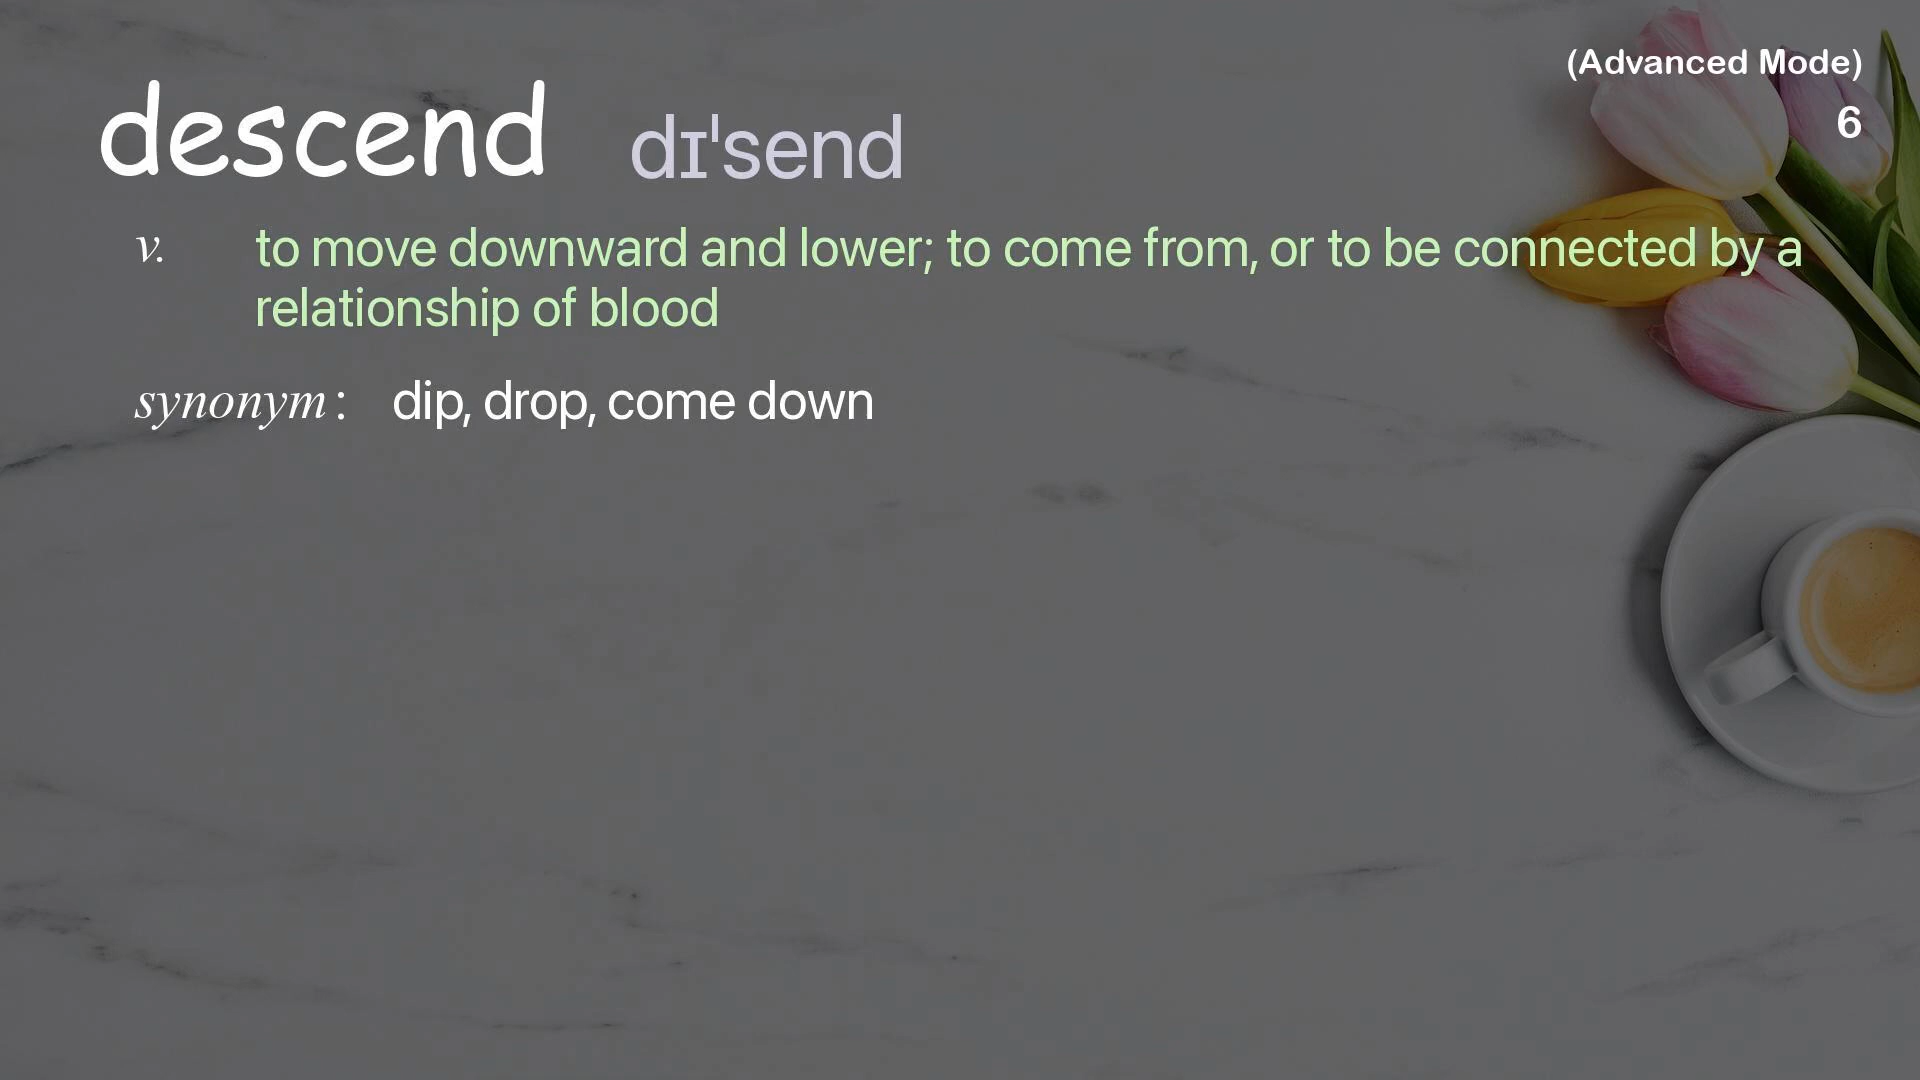 (Advanced Mode)
descend dɪˈsend
6
v. to move downward and lower; to come from, or to be connected by a
relationship of blood
synonym : dip, drop, come down